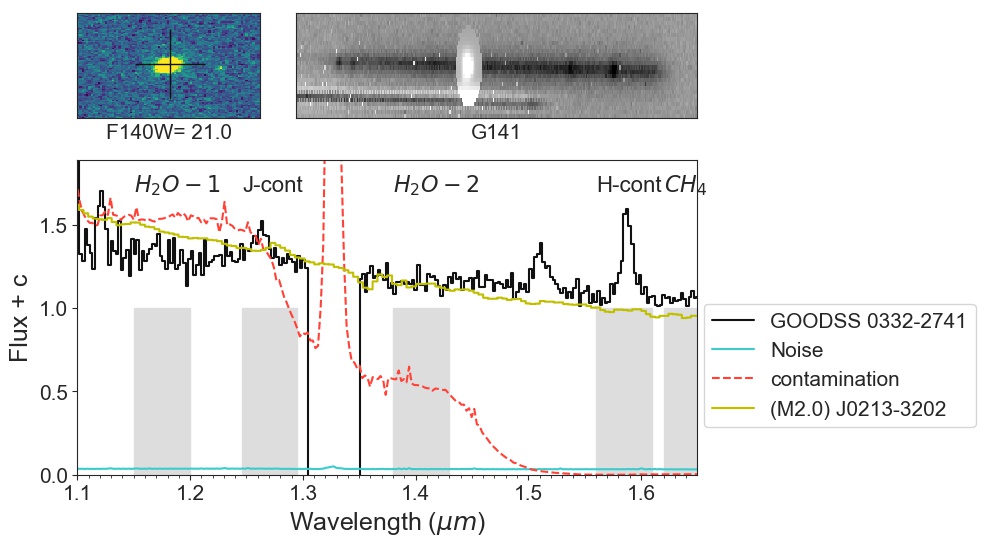 F140W= 21.0
G141
H₂O − 1
J-cont
H₂O − 2
H-cont
CH₄
Flux + c
1.5
1.0
0.5
0.0
1.1
1.2
1.3
1.4
1.5
1.6
Wavelength (μm)
GOODSS 0332-2741
Noise
contamination
(M2.0) J0213-3202